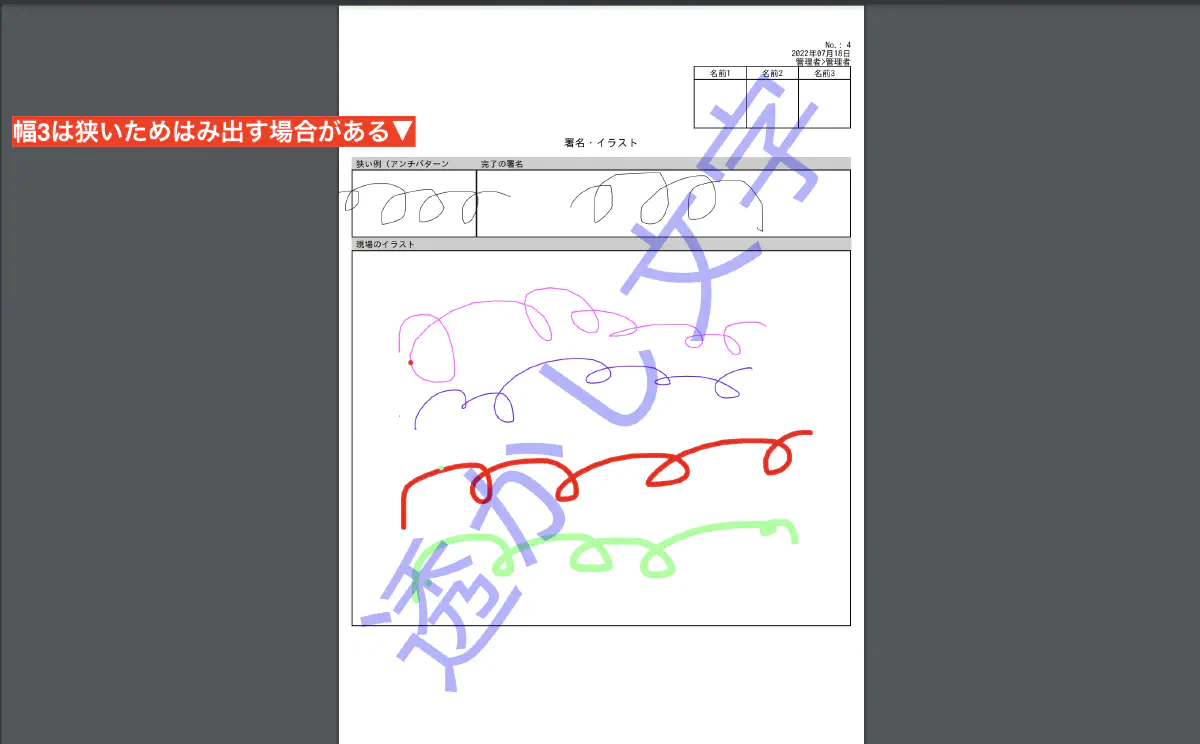 No.: 4
2022年07月18日
管理者>管理者
名前1 名前2 名前3
幅3は狭いためはみ出す場合がある▼
署名・イラスト
狭い例（アンチパターン 完了の署名
現場のイラスト
透かし文字